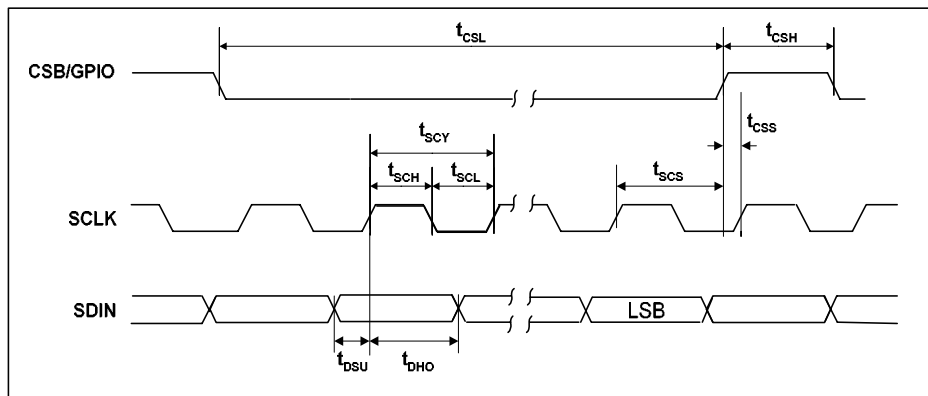 tCSL
tCSH
CSB/GPIO
tCSS
tSCY
tSCH
tSCL
tSCS
SCLK
SDIN
LSB
tDSU
tDHO